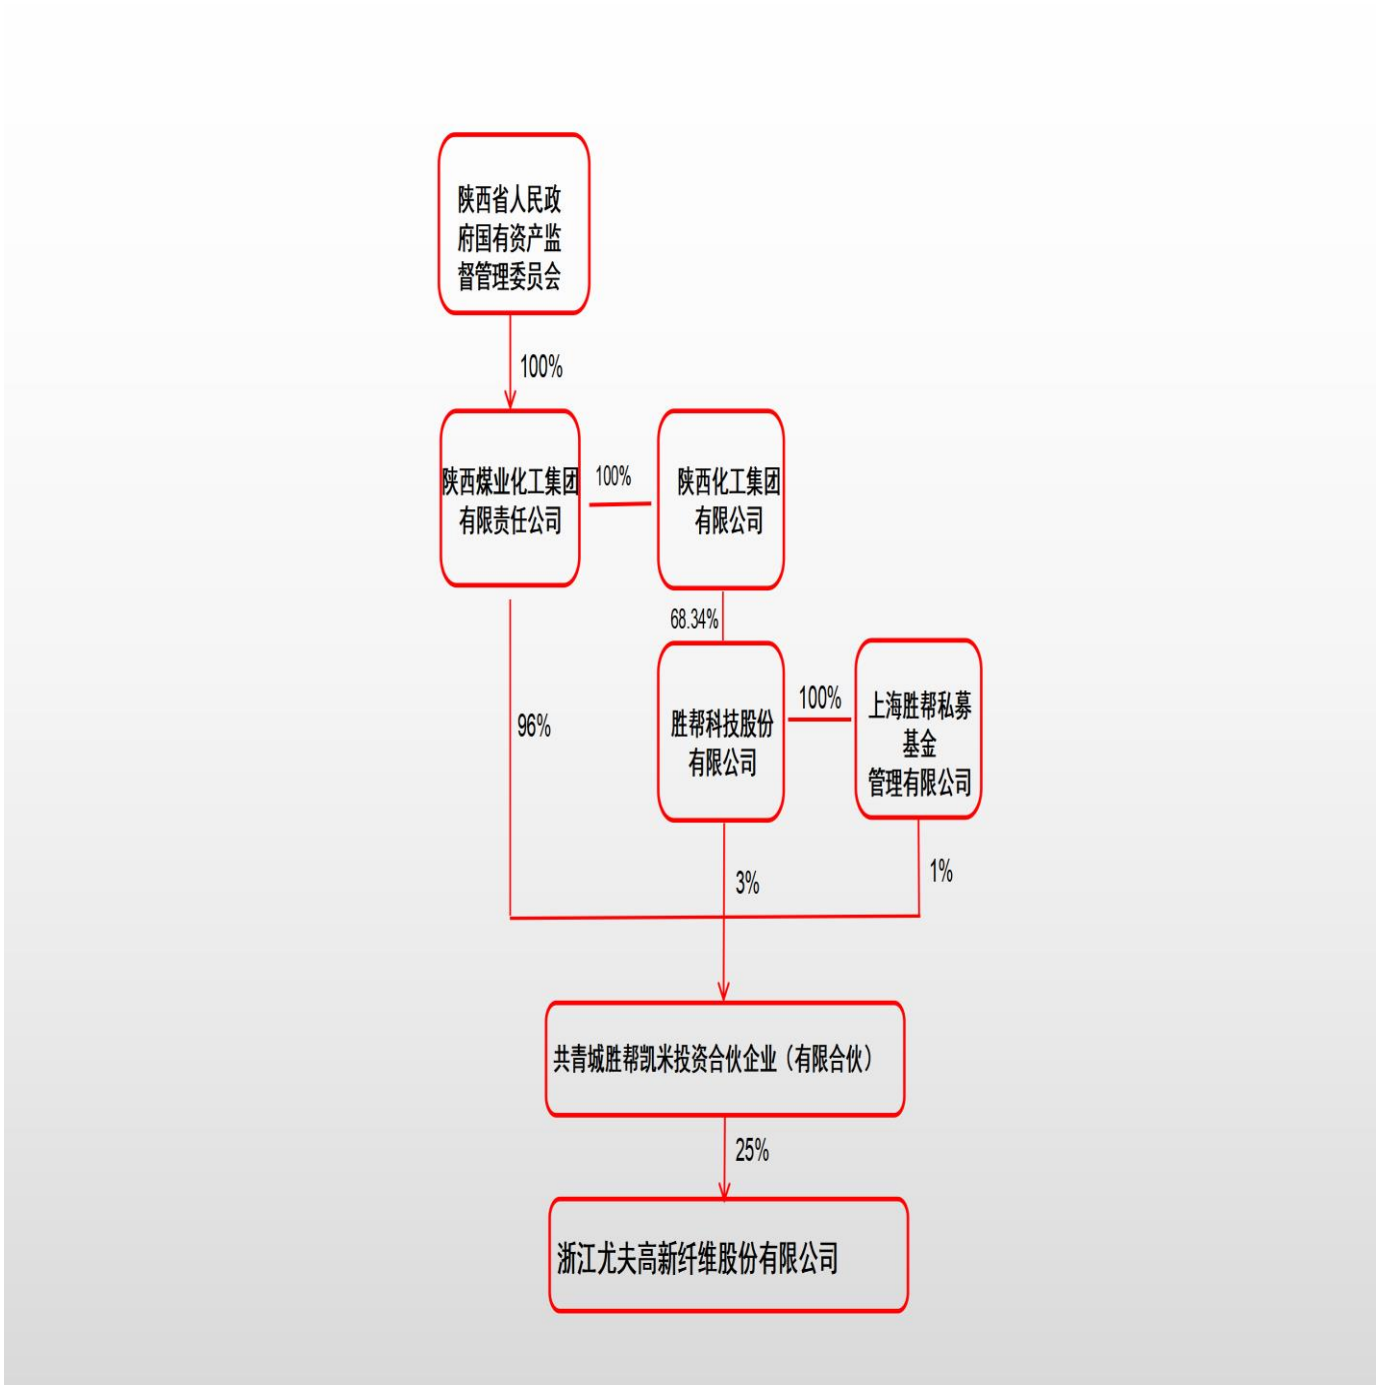 陕西省人民政
府国有资产监
督管理委员会
100%
陕西煤业化工集团
有限责任公司
100%
陕西化工集团
有限公司
68.34%
胜帮科技股份
有限公司
100%
上海胜帮私募
基金
管理有限公司
96%
3%
1%
共青城胜帮凯米投资合伙企业（有限合伙）
25%
浙江尤夫高新纤维股份有限公司